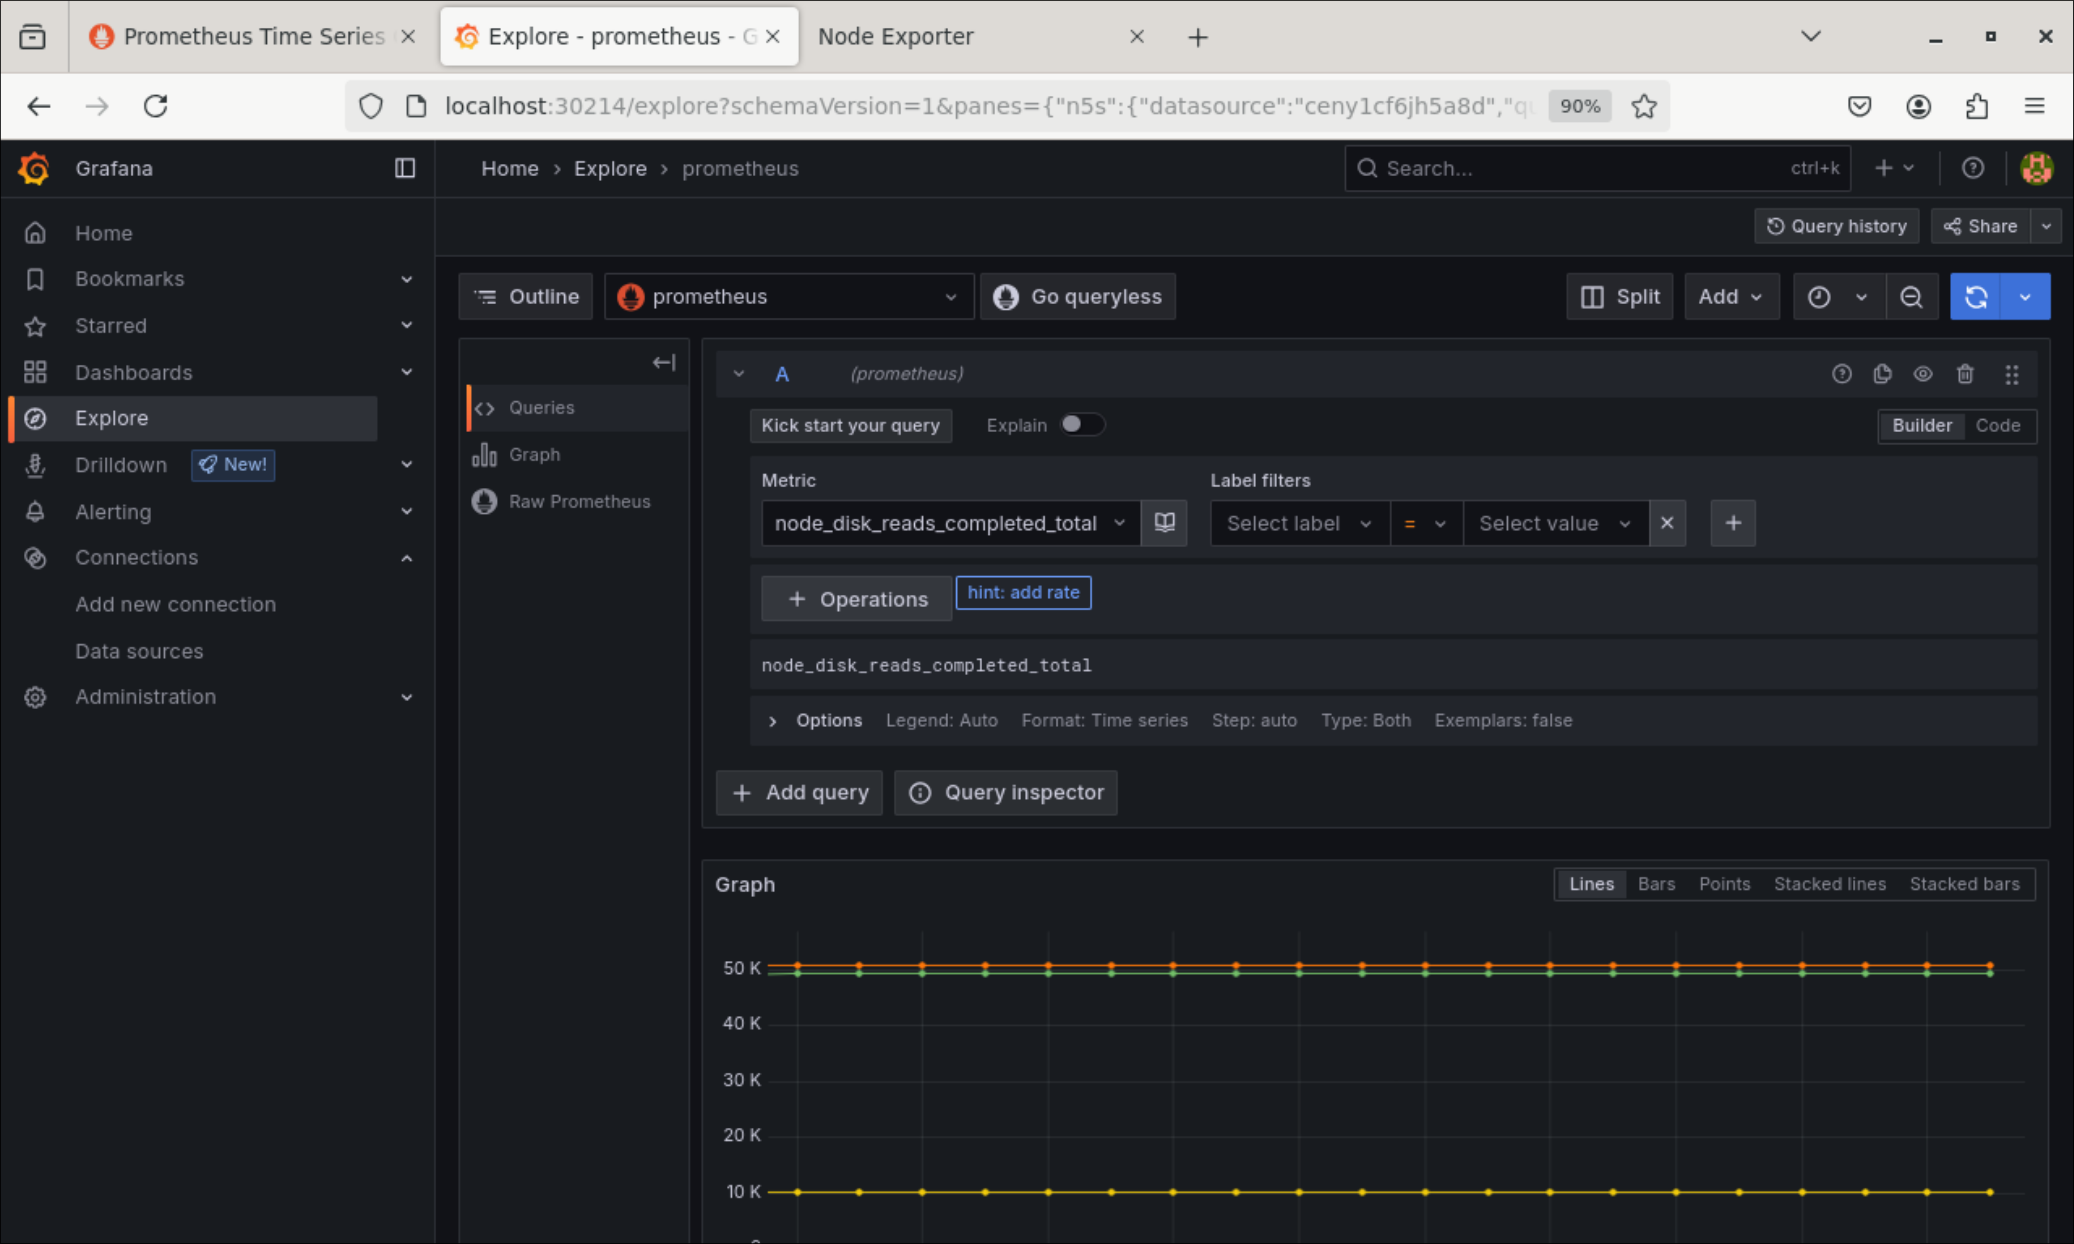 Prometheus Time Series
Explore - prometheus - G
Node Exporter
localhost:30214/explore?schemaVersion=1&panes={"n5s":{"datasource":"ceny1cf6jh5a8d","qu
90%
Grafana
Home › Explore › prometheus
Search...
ctrl+k
Query history
Share
Home
Bookmarks
Starred
Dashboards
Explore
Drilldown New!
Alerting
Connections
Add new connection
Data sources
Administration
Outline
prometheus
Go queryless
Split
Add
Queries
Graph
Raw Prometheus
A (prometheus)
Kick start your query
Explain
Builder Code
Metric
Label filters
node_disk_reads_completed_total
Select label
=
Select value
+ Operations
hint: add rate
node_disk_reads_completed_total
Options Legend: Auto Format: Time series Step: auto Type: Both Exemplars: false
+ Add query
Query inspector
Graph
Lines Bars Points Stacked lines Stacked bars
50 K
40 K
30 K
20 K
10 K